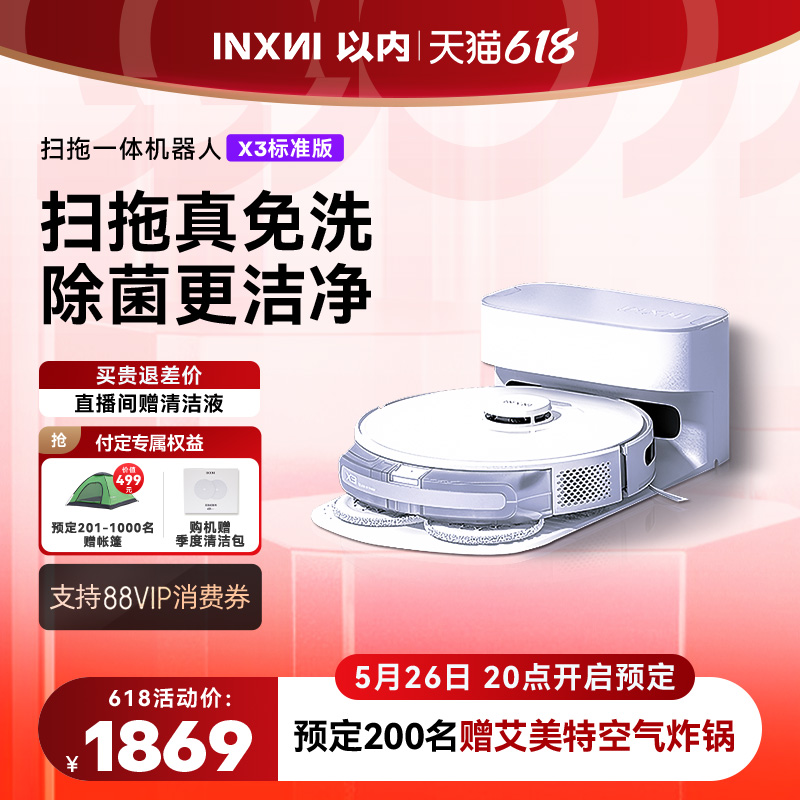 INXNI 以内 天猫618
扫拖一体机器人 X3标准版
扫拖真免洗
除菌更洁净
买贵退差价
直播间赠清洁液
抢 付定专属权益
价值
499
元
预定201-1000名
赠帐篷
INXNI
购机赠
季度清洁包
支持88VIP消费券
INXNI
INXNI
X3
5月26日 20点开启预定
618活动价:
¥1869
预定200名赠艾美特空气炸锅